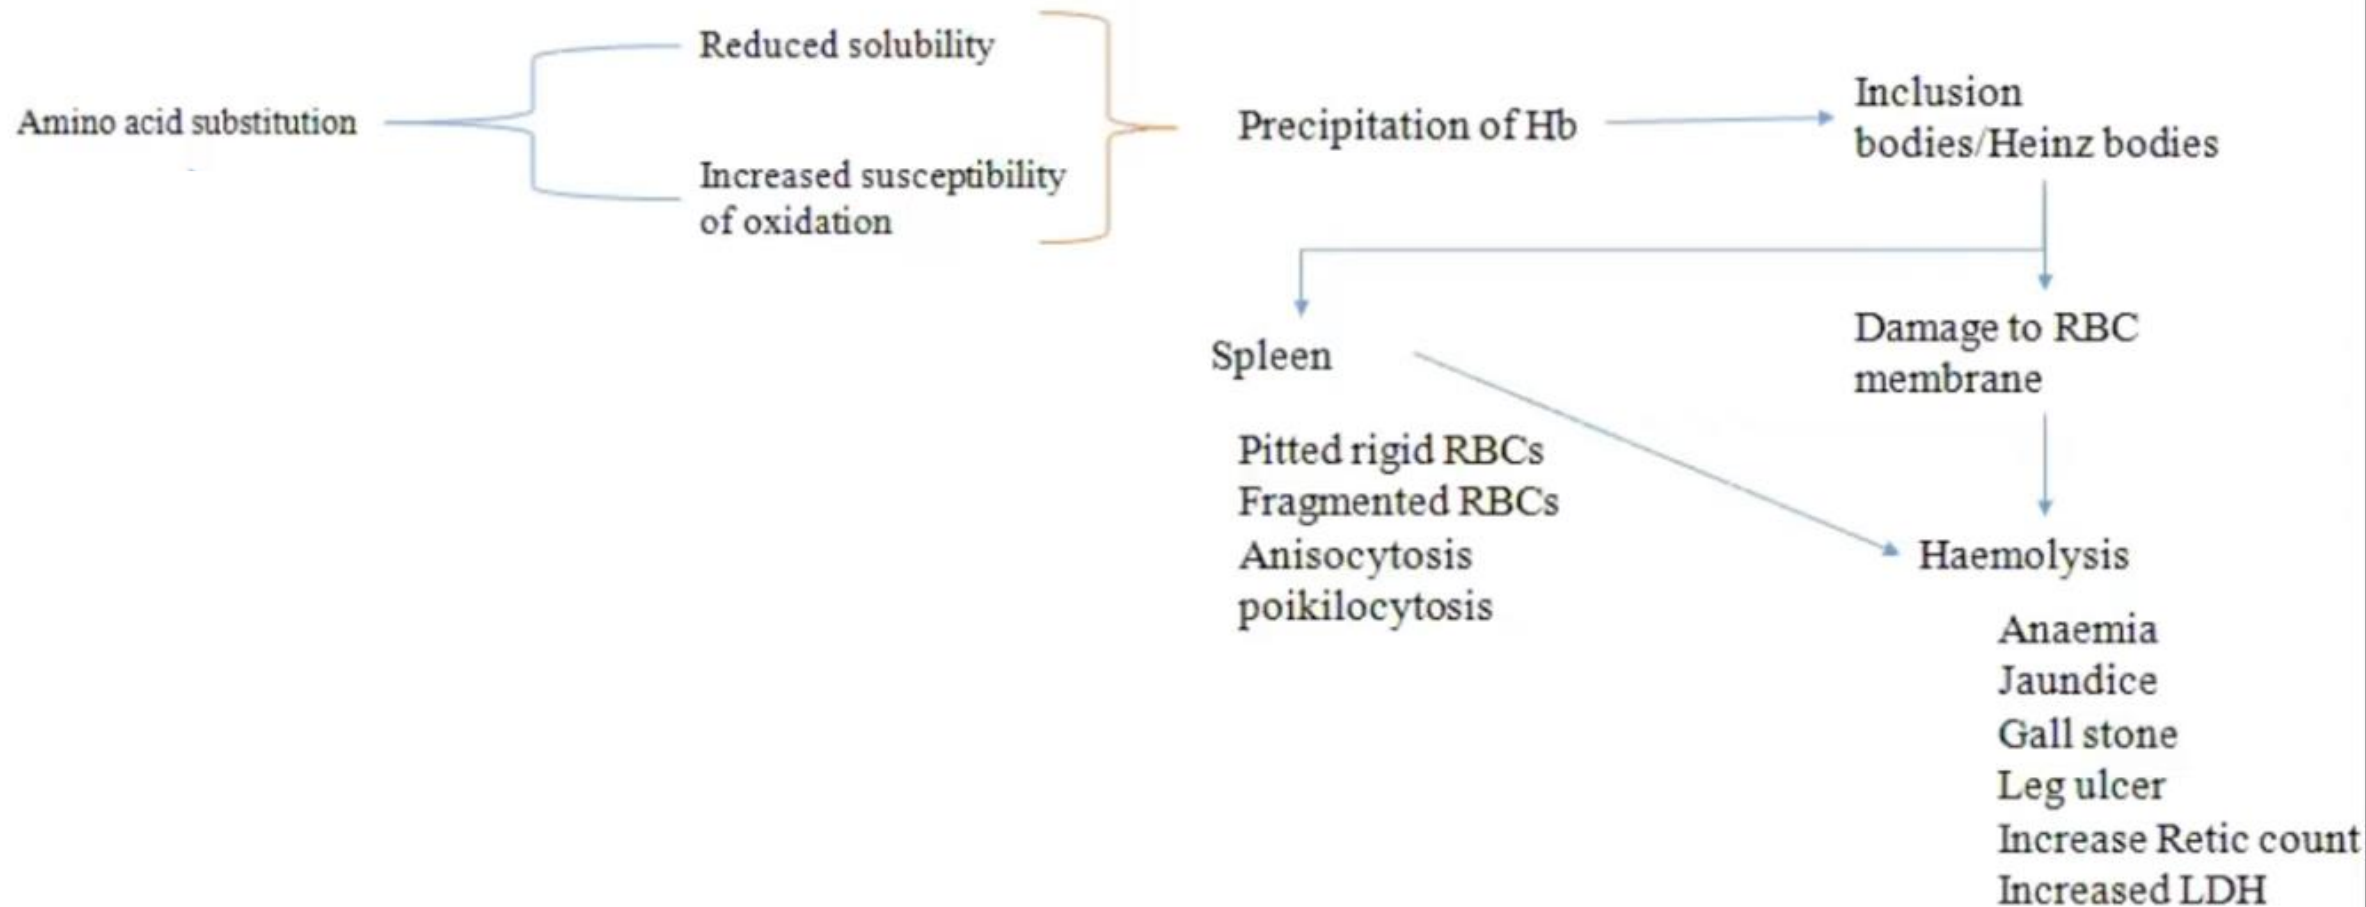 Amino acid substitution
Reduced solubility
Increased susceptibility
of oxidation
Precipitation of Hb
Inclusion
bodies/Heinz bodies
Spleen
Pitted rigid RBCs
Fragmented RBCs
Anisocytosis
poikilocytosis
Damage to RBC
membrane
Haemolysis
Anaemia
Jaundice
Gall stone
Leg ulcer
Increase Retic count
Increased LDH